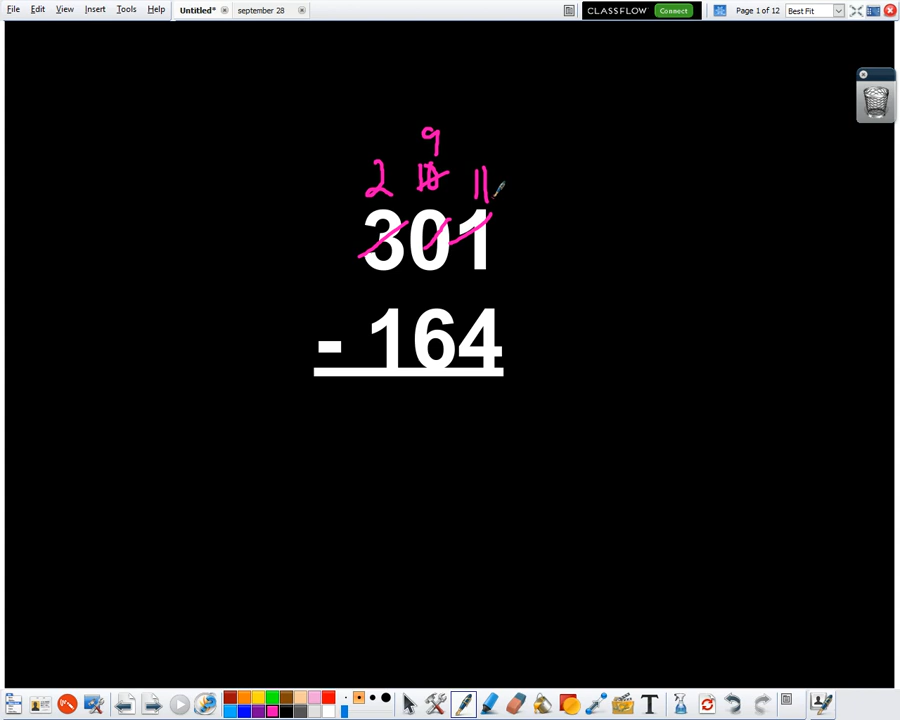 File Edit View Insert Tools Help Untitled* september 28 CLASSFLOW Connect Page 1 of 12 Best Fit
9
2 10 11
301
- 164
T